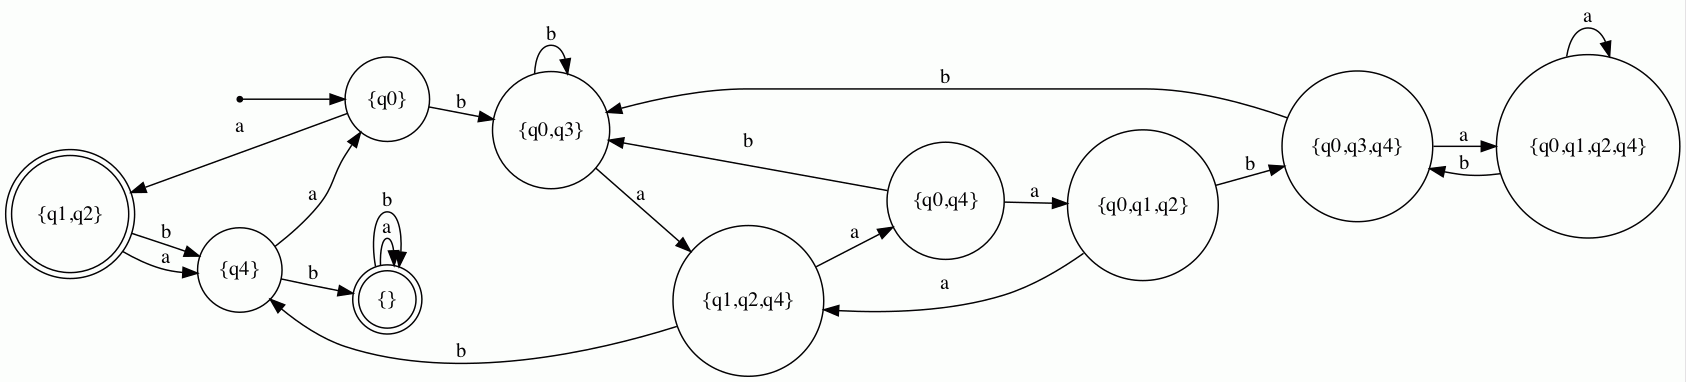 a
b
b
{q0}
b
{q0,q3}
a
b
{q0,q3,q4}
a
b
{q0,q1,q2,q4}
b
{q0,q4}
a
{q0,q1,q2}
b
a
a
b
a
{q1,q2}
b
a
{q4}
b
{}
{q1,q2,q4}
a
a
b